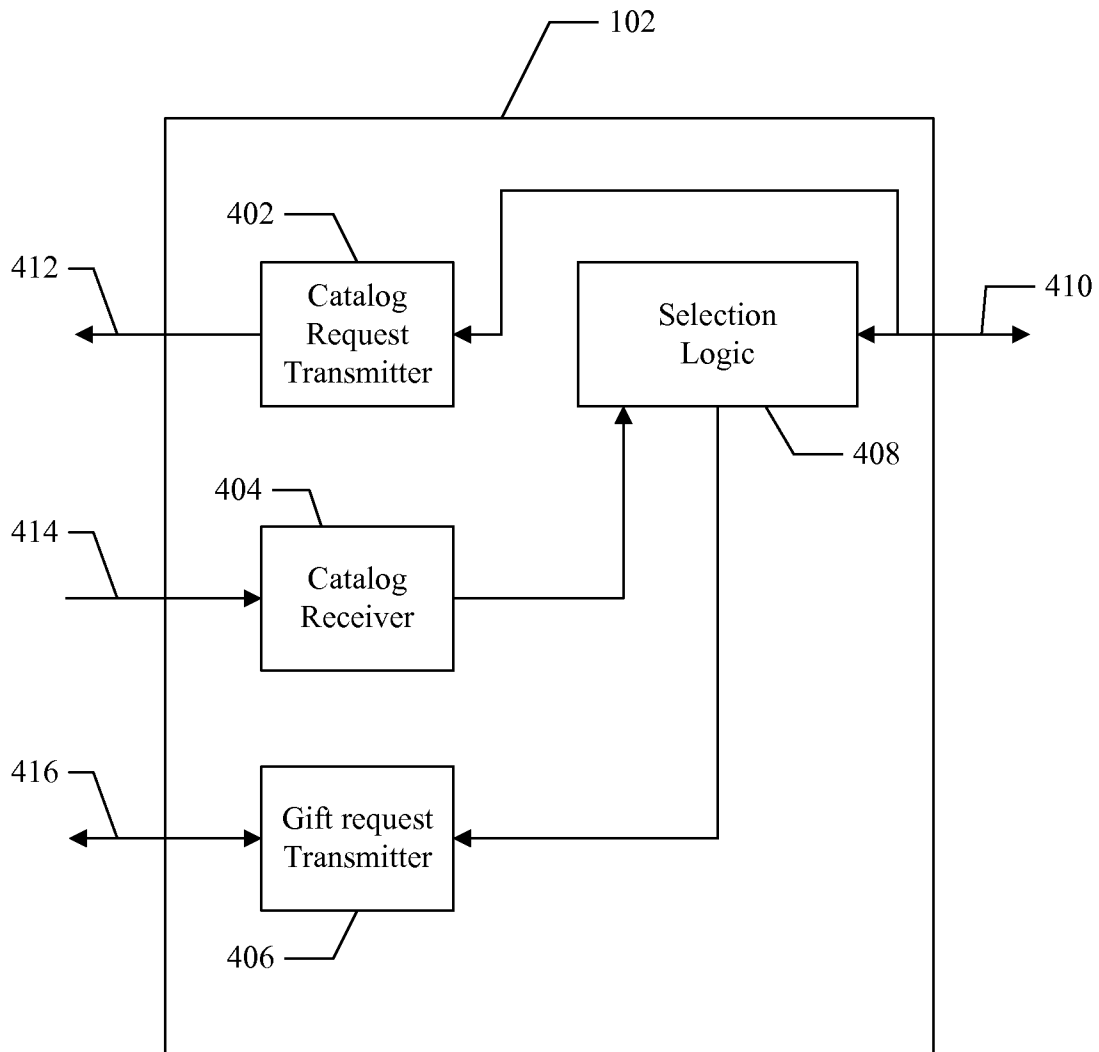 102
402
412
Catalog
Request
Transmitter
Selection
Logic
410
408
404
414
Catalog
Receiver
416
Gift request
Transmitter
406